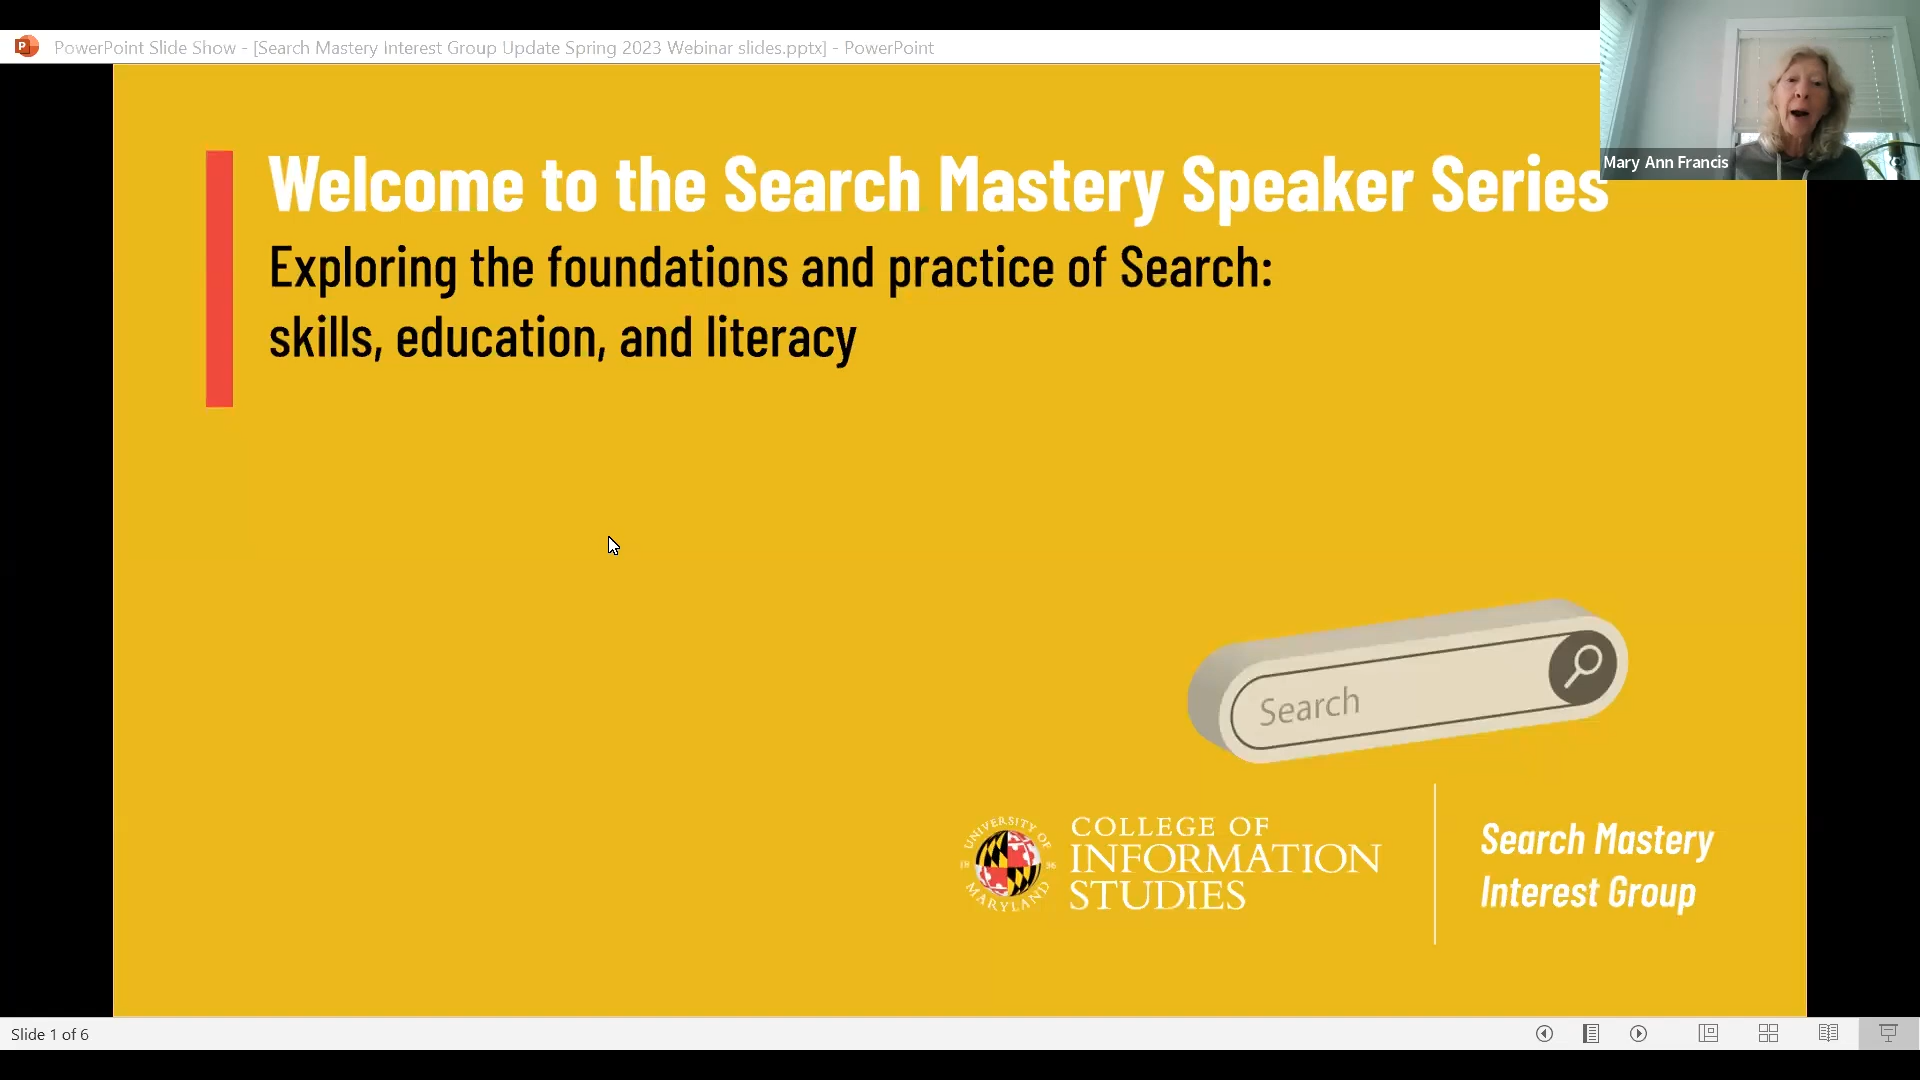 PowerPoint Slide Show - [Search Mastery Interest Group Update Spring 2023 Webinar slides.pptx] - PowerPoint
Mary Ann Francis
Welcome to the Search Mastery Speaker Series
Exploring the foundations and practice of Search:
skills, education, and literacy
Search
UNIVERSITY OF
18 56
MARYLAND
COLLEGE OF
INFORMATION
STUDIES
Search Mastery
Interest Group
Slide 1 of 6